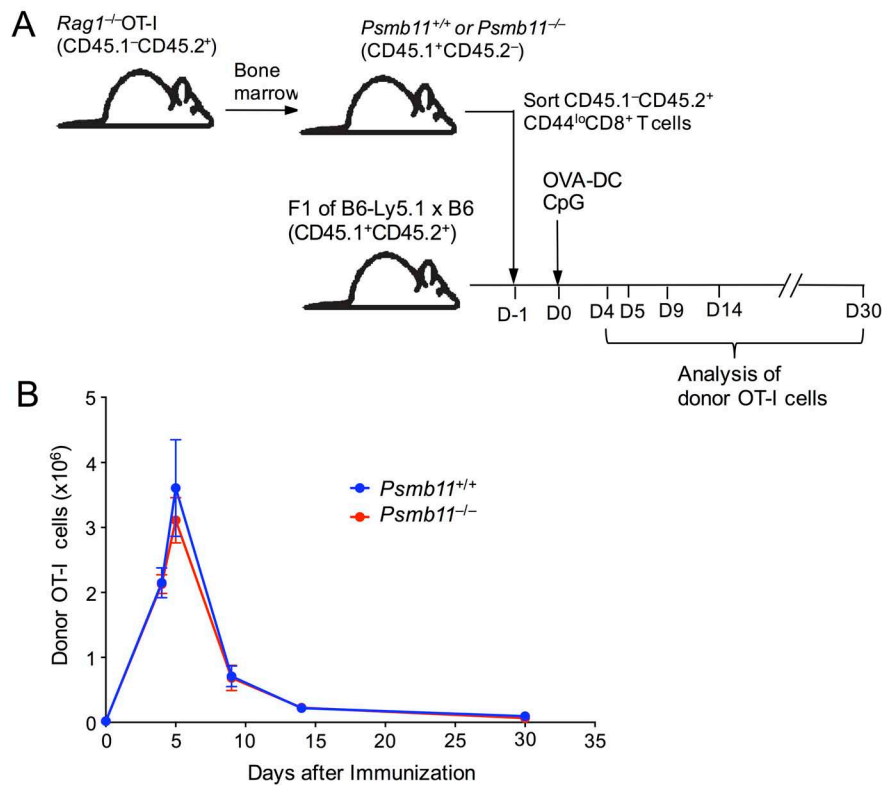 A
Rag1⁻/⁻OT-I
(CD45.1⁻CD45.2⁺)
Bone
marrow
Psmb11⁺/⁺ or Psmb11⁻/⁻
(CD45.1⁺CD45.2⁻)
Sort CD45.1⁻CD45.2⁺
CD44ˡᵒCD8⁺ T cells
F1 of B6-Ly5.1 x B6
(CD45.1⁺CD45.2⁺)
OVA-DC
CpG
D-1 D0 D4 D5 D9 D14 D30
Analysis of
donor OT-I cells
B
Donor OT-I cells (x10⁶)
5
4
3
2
1
0
Psmb11⁺/⁺
Psmb11⁻/⁻
0 5 10 15 20 25 30 35
Days after Immunization